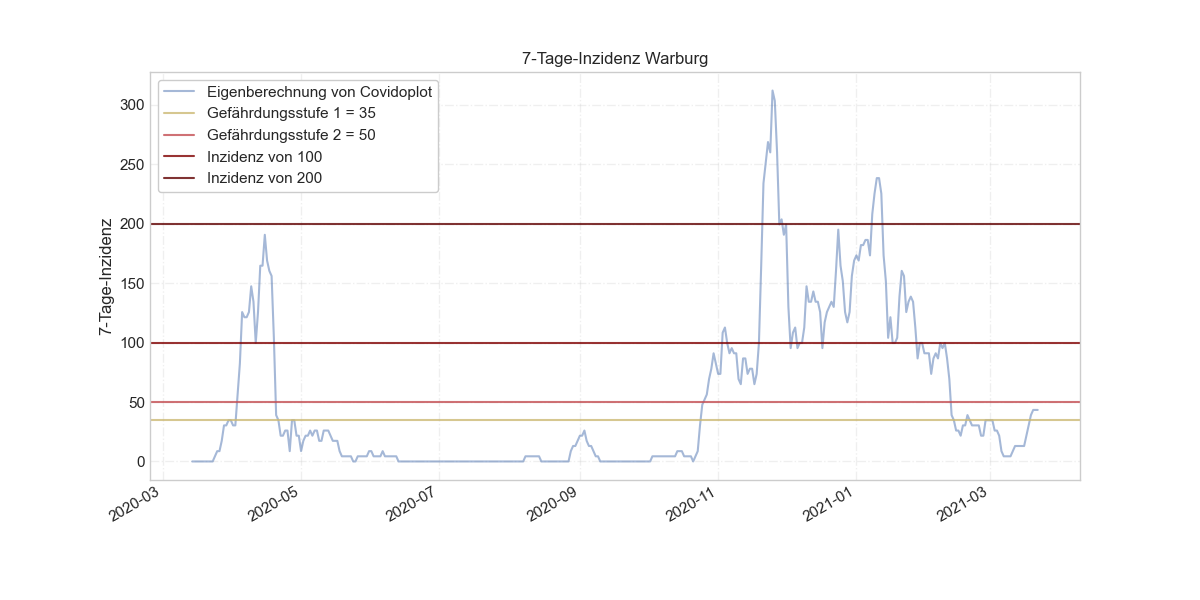 7-Tage-Inzidenz Warburg
Eigenberechnung von Covidoplot
Gefährdungsstufe 1 = 35
Gefährdungsstufe 2 = 50
Inzidenz von 100
Inzidenz von 200
7-Tage-Inzidenz
300
250
200
150
100
50
0
2020-03
2020-05
2020-07
2020-09
2020-11
2021-01
2021-03